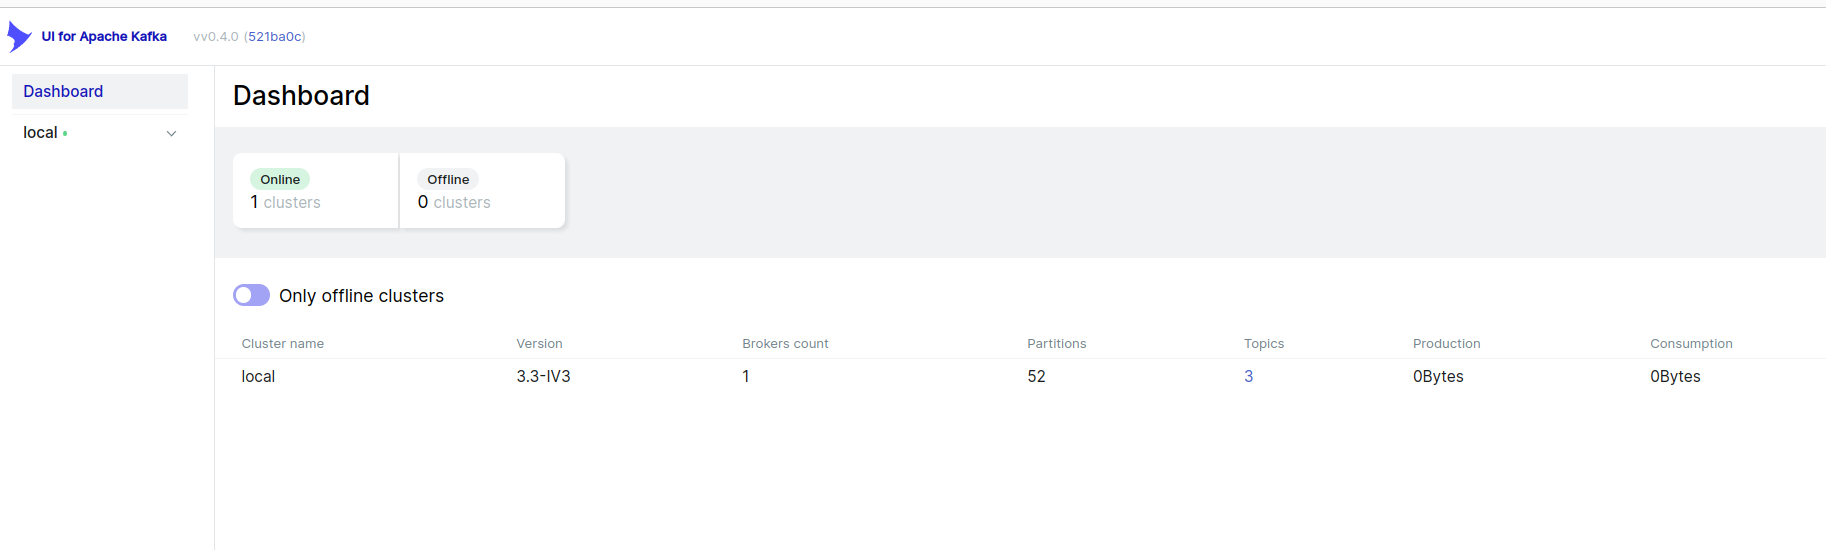 UI for Apache Kafka vv0.4.0 (521ba0c)
Dashboard
local
Dashboard
Online
1 clusters
Offline
0 clusters
Only offline clusters
Cluster name Version Brokers count Partitions Topics Production Consumption
local 3.3-IV3 1 52 3 0Bytes 0Bytes